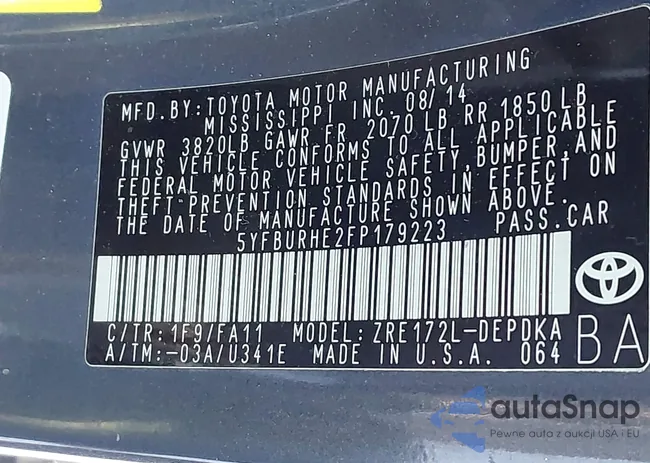 MFD.BY:TOYOTA MOTOR MANUFACTURING
MISSISSIPPI INC. 08/14
GVWR 3820LB GAWR FR 2070 LB RR 1850LB
THIS VEHICLE CONFORMS TO ALL APPLICABLE
FEDERAL MOTOR VEHICLE SAFETY,BUMPER AND
THEFT PREVENTION STANDARDS IN EFFECT ON
THE DATE OF MANUFACTURE SHOWN ABOVE.
5YFBURHE2FP179223 PASS.CAR
C/TR:1F9/FA11 MODEL:ZRE172L-DEPDKA
A/TM:-03A/U341E MADE IN U.S.A. 064
BA
autaSnap
Pewne auta z aukcji USA i EU